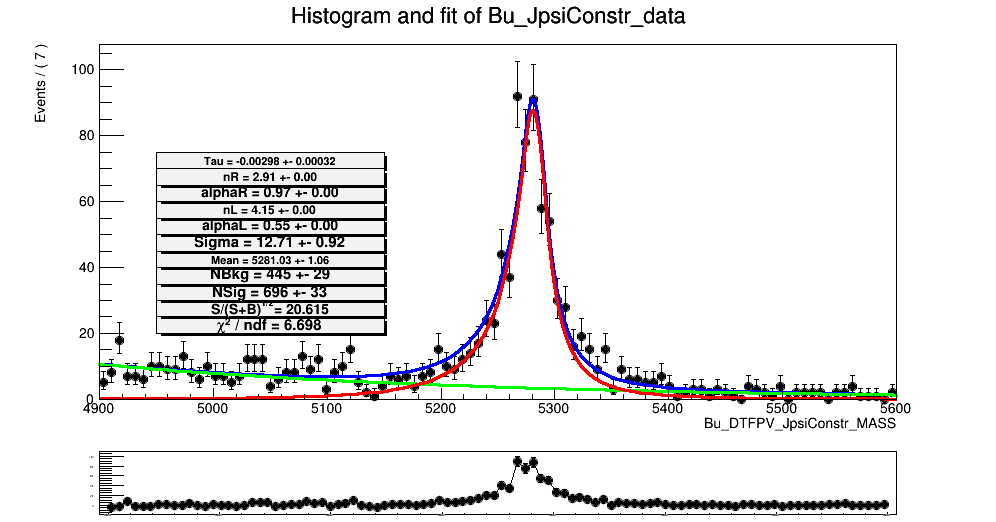 Histogram and fit of Bu_JpsiConstr_data
Events / ( 7 )
100
80
60
40
20
0
Tau = -0.00298 +- 0.00032
nR = 2.91 +- 0.00
alphaR = 0.97 +- 0.00
nL = 4.15 +- 0.00
alphaL = 0.55 +- 0.00
Sigma = 12.71 +- 0.92
Mean = 5281.03 +- 1.06
NBkg = 445 +- 29
NSig = 696 +- 33
S/(S+B)^1/2 = 20.615
χ² / ndf = 6.698
4900 5000 5100 5200 5300 5400 5500 5600
Bu_DTFPV_JpsiConstr_MASS